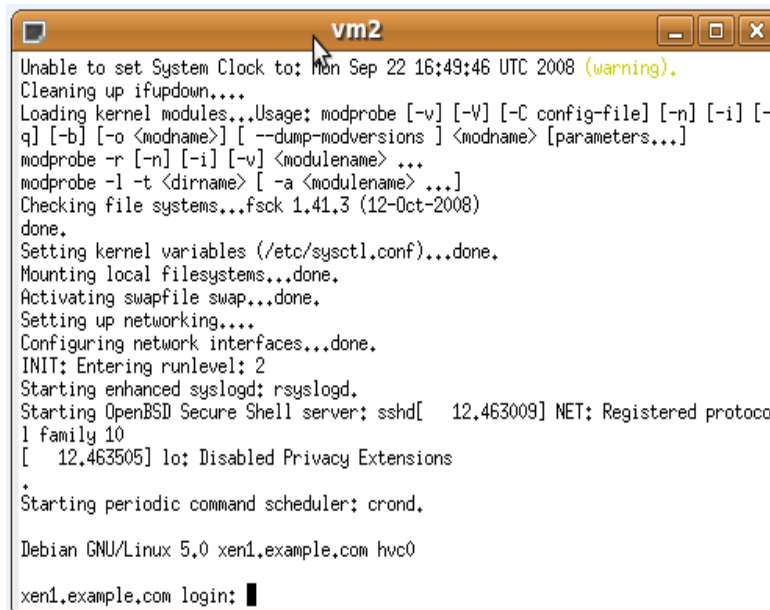 vm2
Unable to set System Clock to: Mon Sep 22 16:49:46 UTC 2008 (warning).
Cleaning up ifupdown....
Loading kernel modules...Usage: modprobe [-v] [-V] [-C config-file] [-n] [-i] [-
q] [-b] [-o <modname>] [ --dump-modversions ] <modname> [parameters...]
modprobe -r [-n] [-i] [-v] <modulename> ...
modprobe -l -t <dirname> [ -a <modulename> ...]
Checking file systems...fsck 1.41.3 (12-Oct-2008)
done.
Setting kernel variables (/etc/sysctl.conf)...done.
Mounting local filesystems...done.
Activating swapfile swap...done.
Setting up networking....
Configuring network interfaces...done.
INIT: Entering runlevel: 2
Starting enhanced syslogd: rsyslogd.
Starting OpenBSD Secure Shell server: sshd[   12.463009] NET: Registered protoco
l family 10
[   12.463505] lo: Disabled Privacy Extensions
.
Starting periodic command scheduler: crond.
Debian GNU/Linux 5.0 xen1.example.com hvc0
xen1.example.com login: